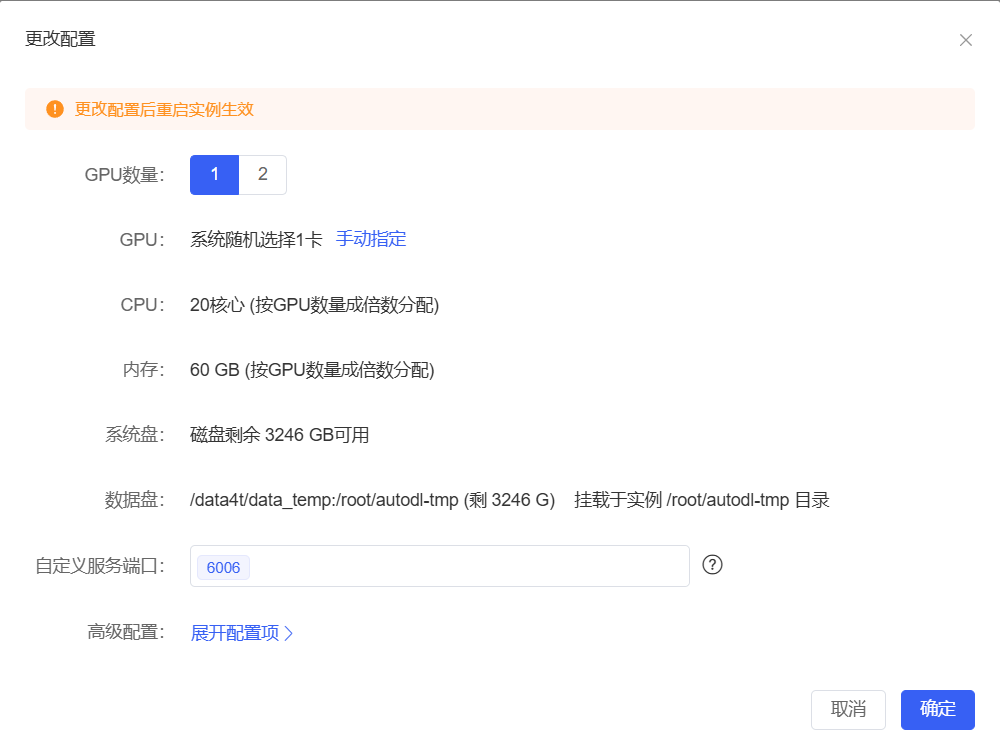 更改配置
更改配置后重启实例生效
GPU数量: 1 2
GPU: 系统随机选择1卡 手动指定
CPU: 20核心 (按GPU数量成倍数分配)
内存: 60 GB (按GPU数量成倍数分配)
系统盘: 磁盘剩余 3246 GB可用
数据盘: /data4t/data_temp:/root/autodl-tmp (剩 3246 G) 挂载于实例 /root/autodl-tmp 目录
自定义服务端口: 6006
高级配置: 展开配置项
取消 确定